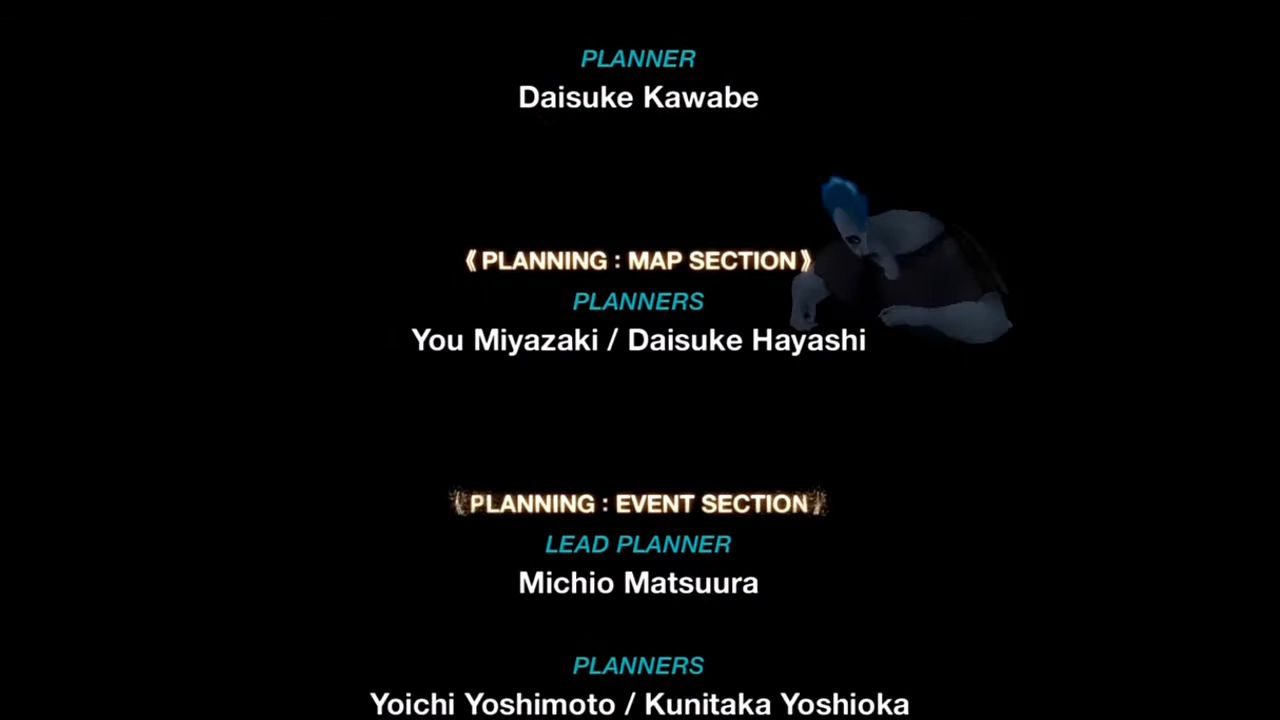 PLANNER
Daisuke Kawabe
《PLANNING : MAP SECTION》
PLANNERS
You Miyazaki / Daisuke Hayashi
《PLANNING : EVENT SECTION》
LEAD PLANNER
Michio Matsuura
PLANNERS
Yoichi Yoshimoto / Kunitaka Yoshioka